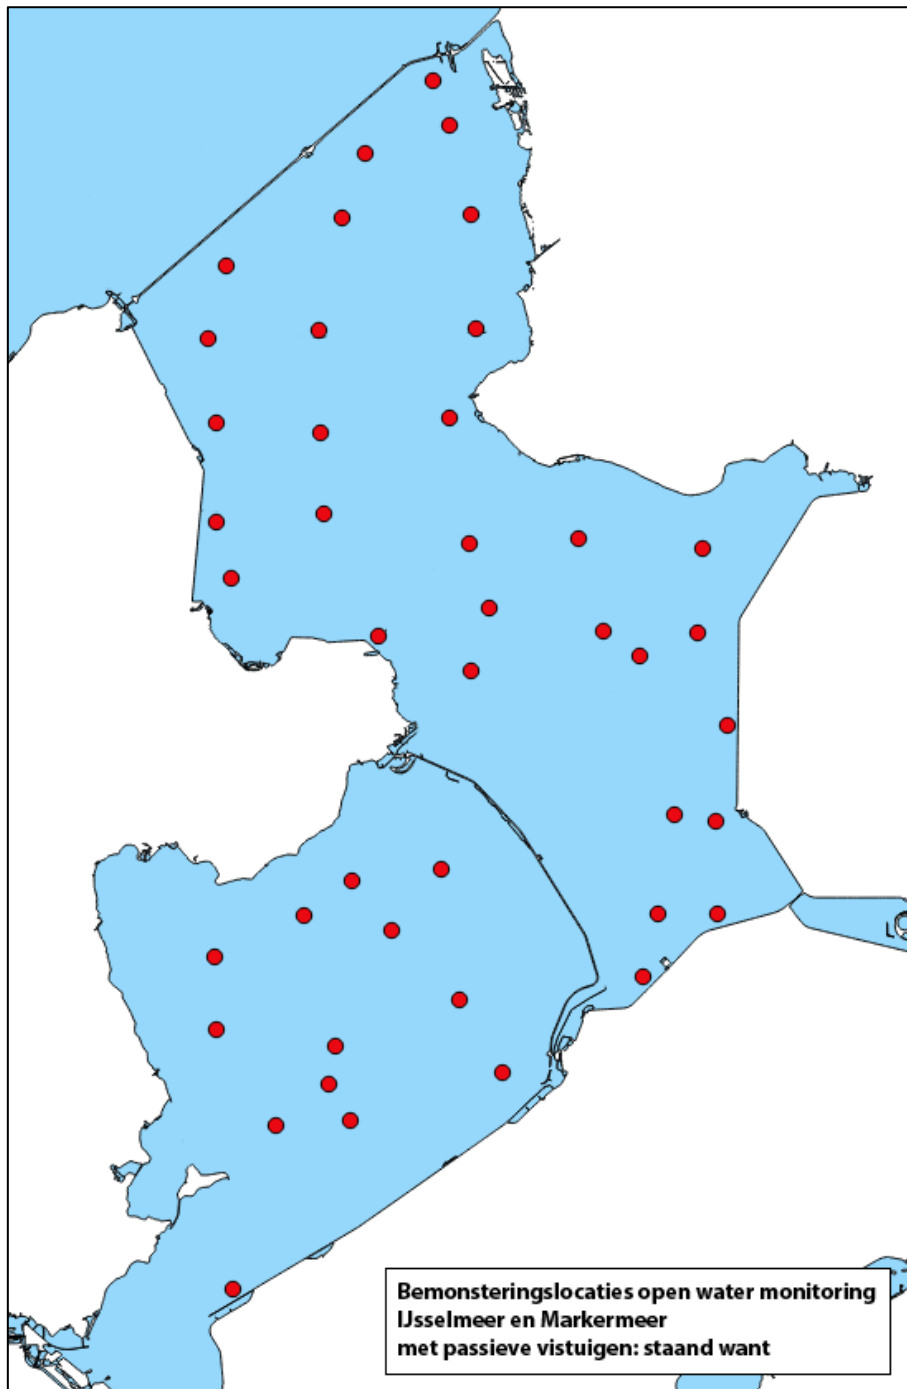 Bemonsteringslocaties open water monitoring
IJsselmeer en Markermeer
met passieve vistuigen: staand want